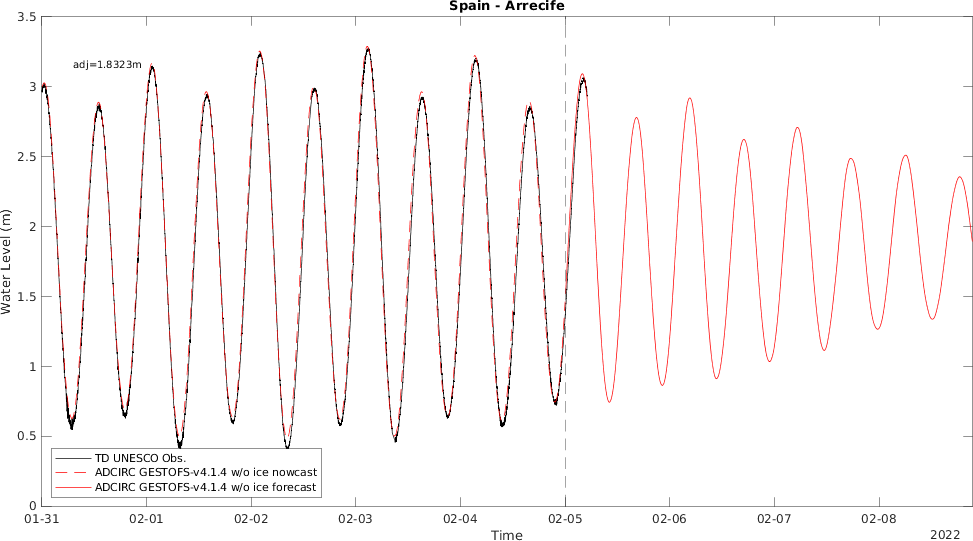 Spain - Arrecife
3.5
adj=1.8323m
3
2.5
2
Water Level (m)
1.5
1
0.5
TD UNESCO Obs.
ADCIRC GESTOFS-v4.1.4 w/o ice nowcast
ADCIRC GESTOFS-v4.1.4 w/o ice forecast
0
01-31 02-01 02-02 02-03 02-04 02-05 02-06 02-07 02-08
Time
2022